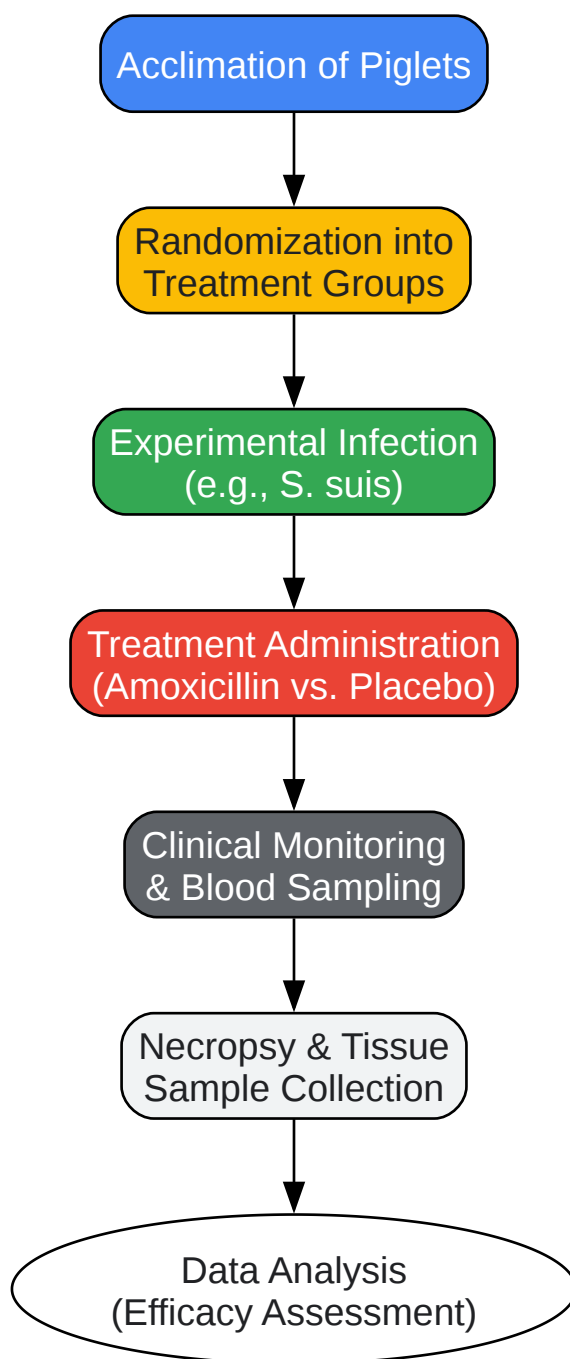 Acclimation of Piglets
Randomization into
Treatment Groups
Experimental Infection
(e.g., S. suis)
Treatment Administration
(Amoxicillin vs. Placebo)
Clinical Monitoring
& Blood Sampling
Necropsy & Tissue
Sample Collection
Data Analysis
(Efficacy Assessment)